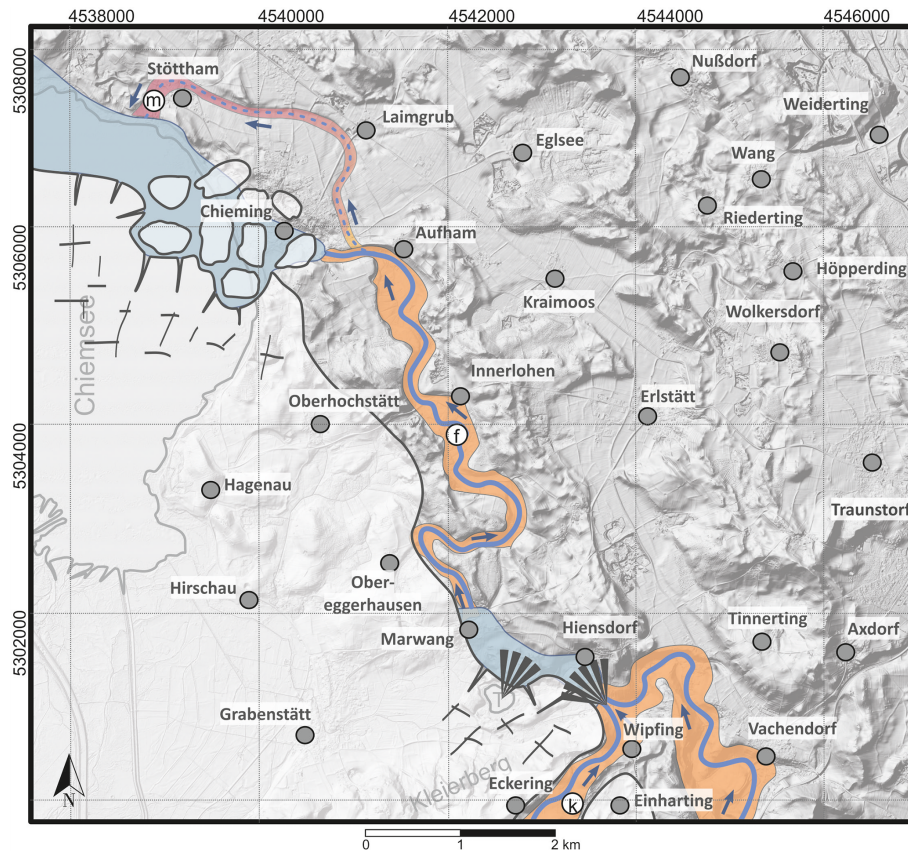 4538000 4540000 4542000 4544000 4546000
5308000
Stöttham
Nußdorf
m
Laimgrub
Weiderting
Eglsee
Wang
Chieming
Riederting
5306000
Aufham
Höpperding
Kraimoos
Wolkersdorf
Chiemsee
Innerlohen
Oberhochstätt
Erlstätt
5304000
f
Hagenau
Traunstorf
Ober-
eggerhausen
Hirschau
5302000
Marwang
Hiensdorf
Tinnerting
Axdorf
Grabenstätt
Wipfing
Vachendorf
Kleierberg
Eckering
k
Einharting
N
0 1 2 km